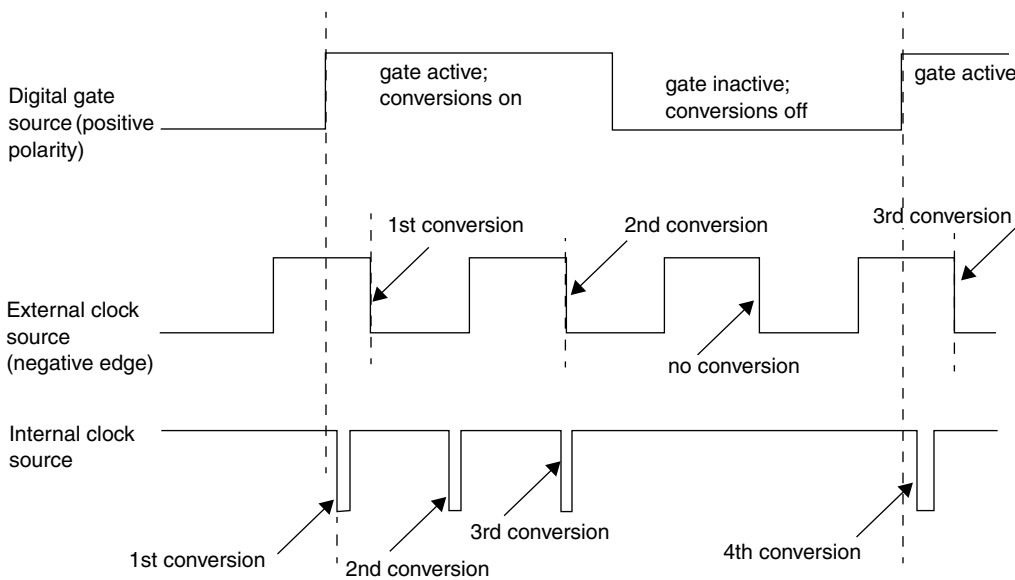 Digital gate
source (positive
polarity)
gate active;
conversions on
gate inactive;
conversions off
gate active
External clock
source
(negative edge)
1st conversion
2nd conversion
no conversion
3rd conversion
Internal clock
source
1st conversion
2nd conversion
3rd conversion
4th conversion